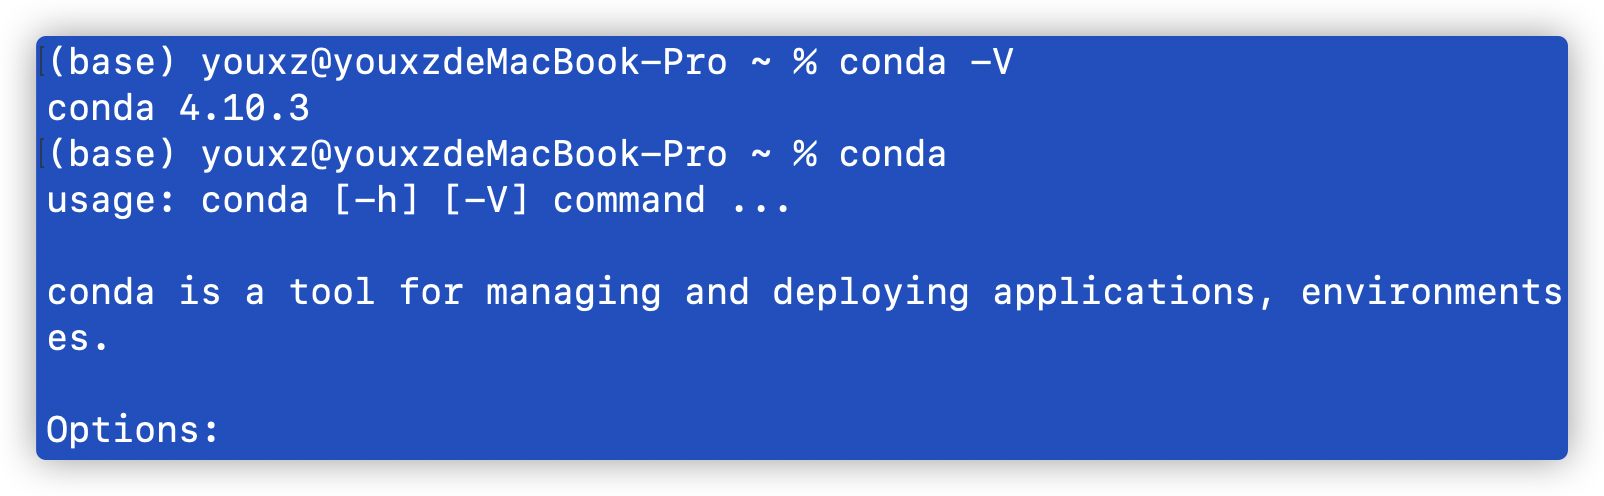 (base) youxz@youxzdeMacBook-Pro ~ % conda -V
conda 4.10.3
(base) youxz@youxzdeMacBook-Pro ~ % conda
usage: conda [-h] [-V] command ...
conda is a tool for managing and deploying applications, environments
es.
Options: